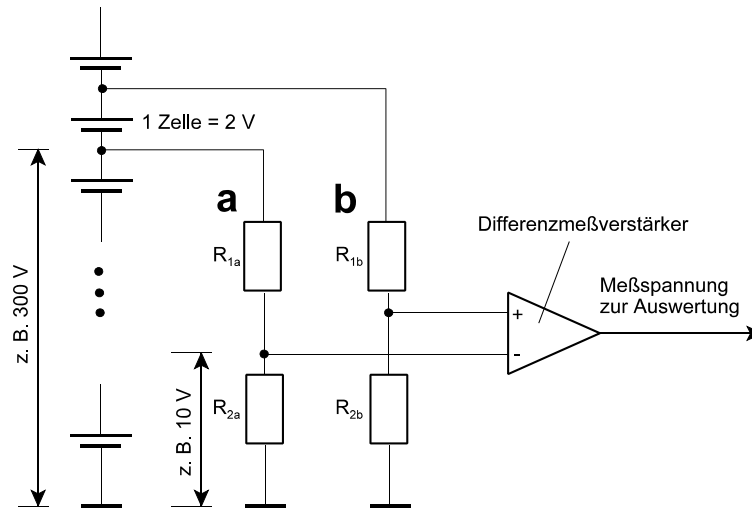 1 Zelle = 2 V
a
b
Differenzmeßverstärker
R1a
R1b
Meßspannung
zur Auswertung
+
-
z. B. 300 V
R2a
R2b
z. B. 10 V